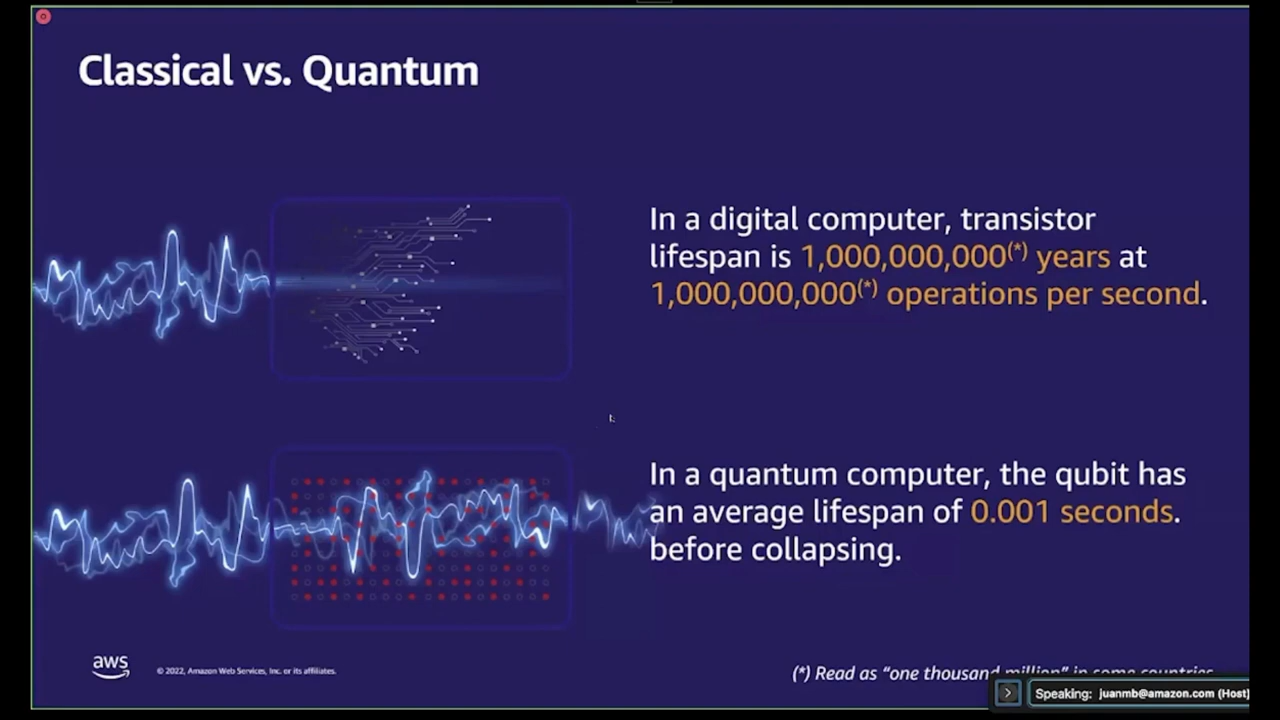 Classical vs. Quantum
In a digital computer, transistor
lifespan is 1,000,000,000(*) years at
1,000,000,000(*) operations per second.
In a quantum computer, the qubit has
an average lifespan of 0.001 seconds.
before collapsing.
aws
© 2022, Amazon Web Services, Inc. or its affiliates.
(*) Read as “one thousand million” in some countries
Speaking: juanmb@amazon.com (Host)